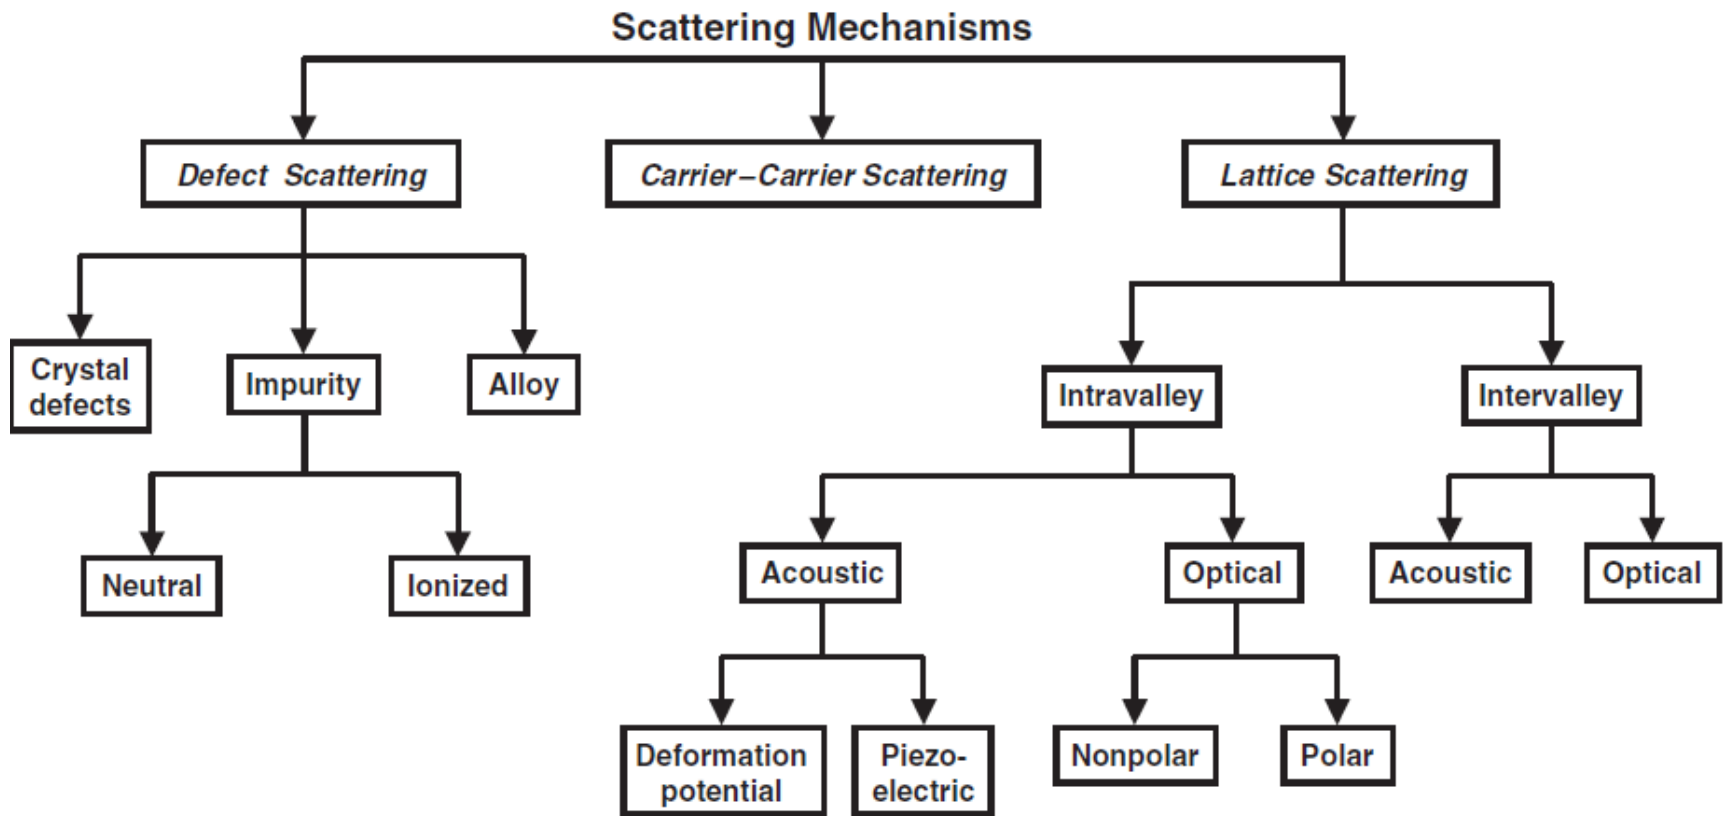 Scattering Mechanisms
Defect Scattering
Carrier–Carrier Scattering
Lattice Scattering
Crystal
defects
Impurity
Alloy
Intravalley
Intervalley
Neutral
Ionized
Acoustic
Optical
Acoustic
Optical
Deformation
potential
Piezo-
electric
Nonpolar
Polar